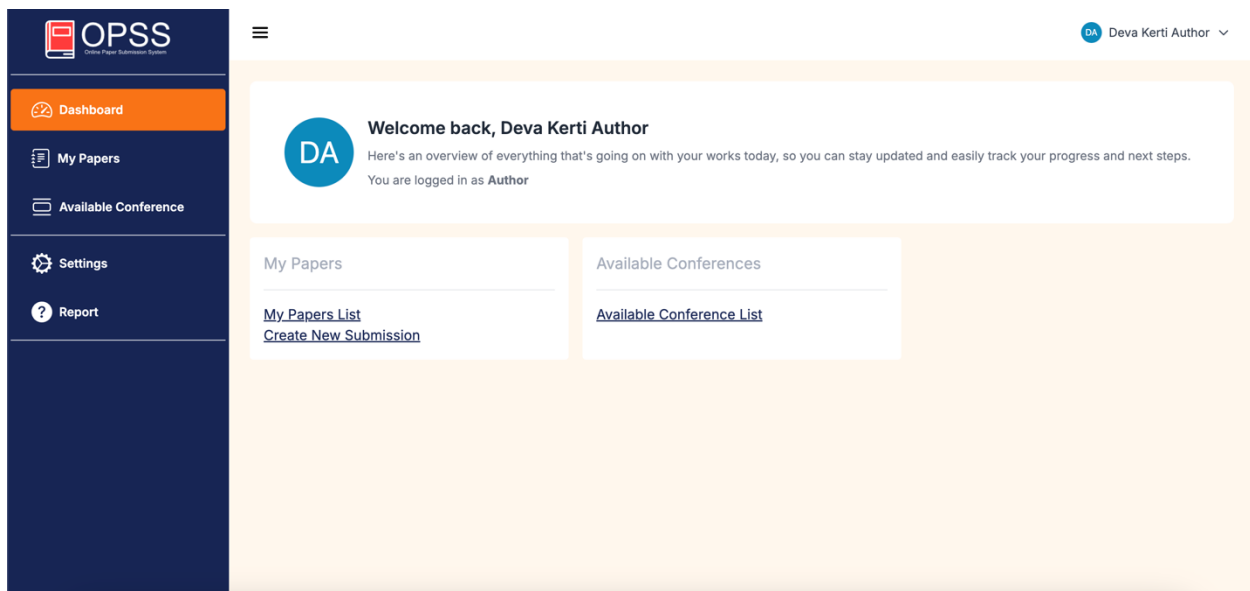 OPSS
Online Paper Submission System
DA Deva Kerti Author
Dashboard
My Papers
Available Conference
Settings
? Report
DA
Welcome back, Deva Kerti Author
Here's an overview of everything that's going on with your works today, so you can stay updated and easily track your progress and next steps.
You are logged in as Author
My Papers
My Papers List
Create New Submission
Available Conferences
Available Conference List